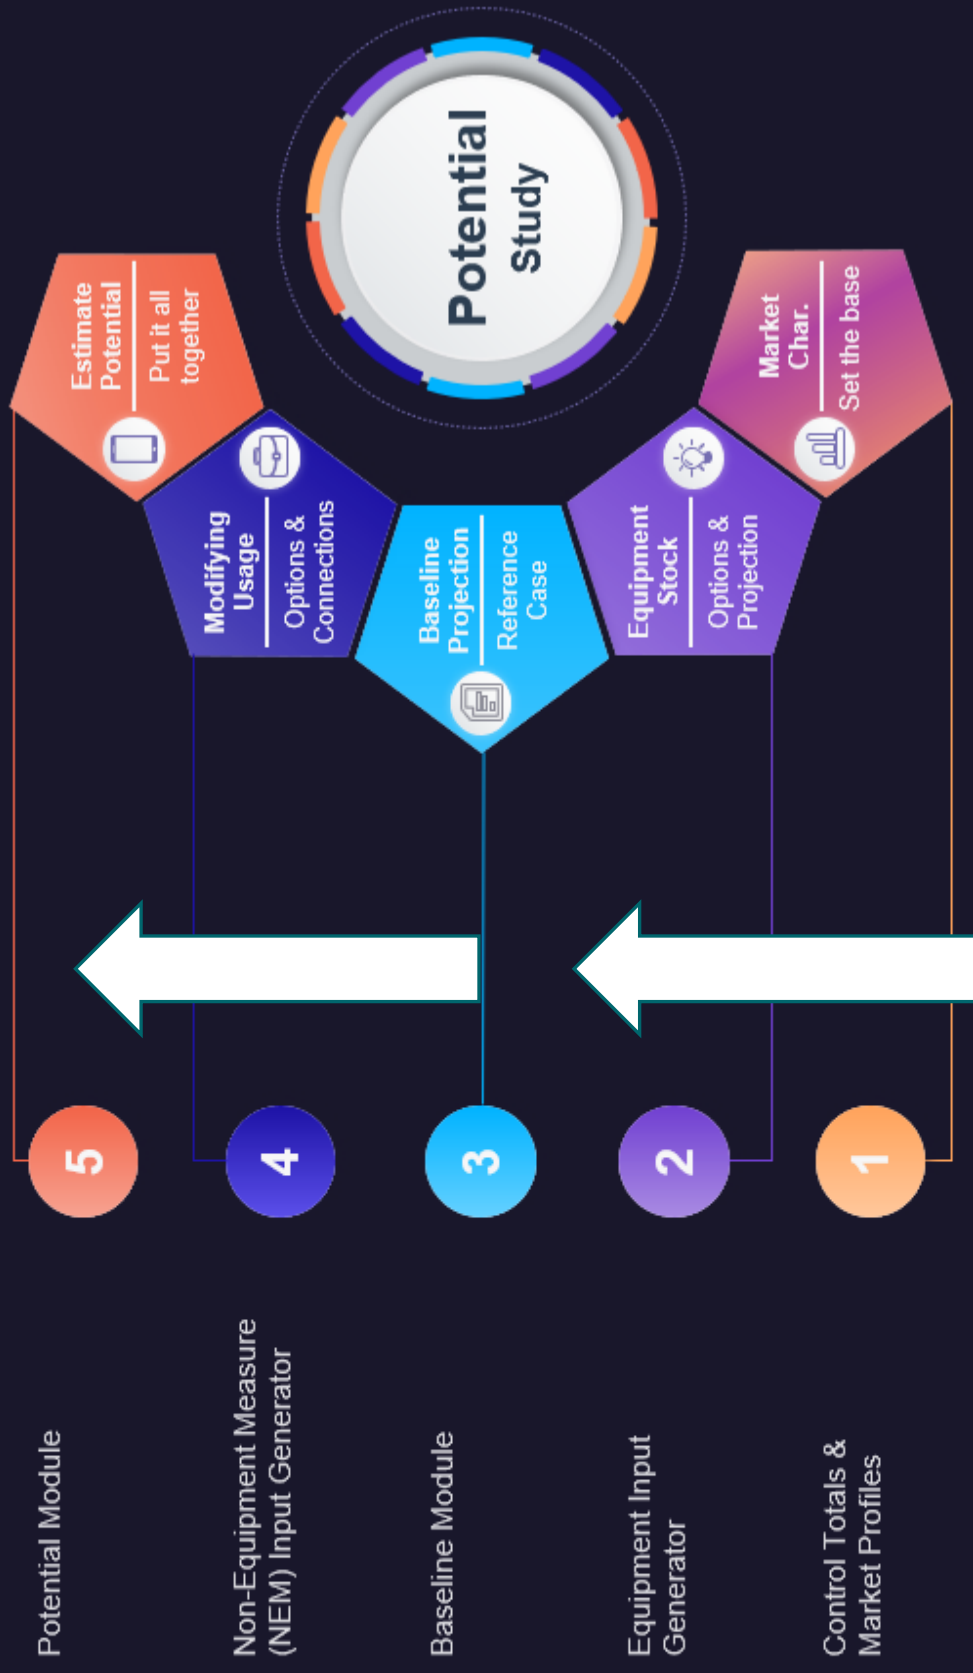 Potential Module
5
Estimate
Potential
Put it all
together
Non-Equipment Measure
(NEM) Input Generator
4
Modifying
Usage
Options &
Connections
Baseline Module
3
Baseline
Projection
Reference
Case
Potential
Study
Equipment Input
Generator
2
Equipment
Stock
Options &
Projection
Control Totals &
Market Profiles
1
Market
Char.
Set the base